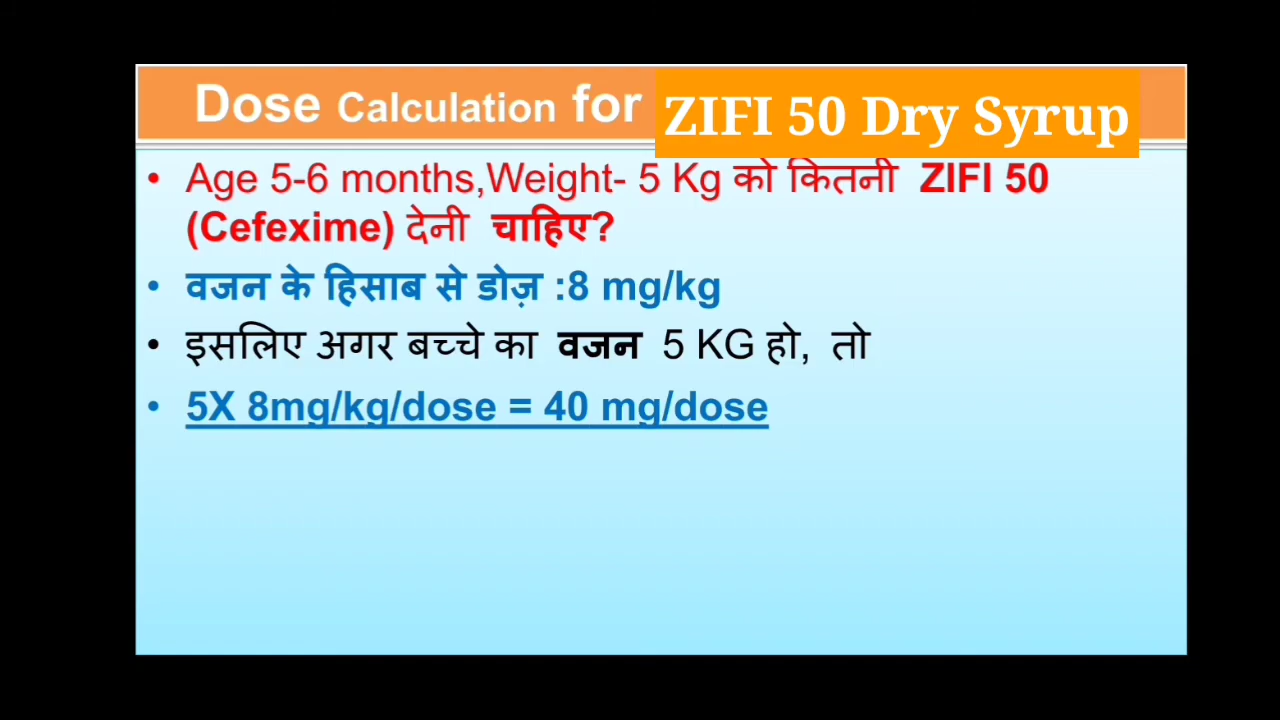 Dose Calculation for ZIFI 50 Dry Syrup
• Age 5-6 months,Weight- 5 Kg को कितनी ZIFI 50
(Cefexime) देनी चाहिए?
• वजन के हिसाब से डोज़ :8 mg/kg
• इसलिए अगर बच्चे का वजन 5 KG हो, तो
• 5X 8mg/kg/dose = 40 mg/dose